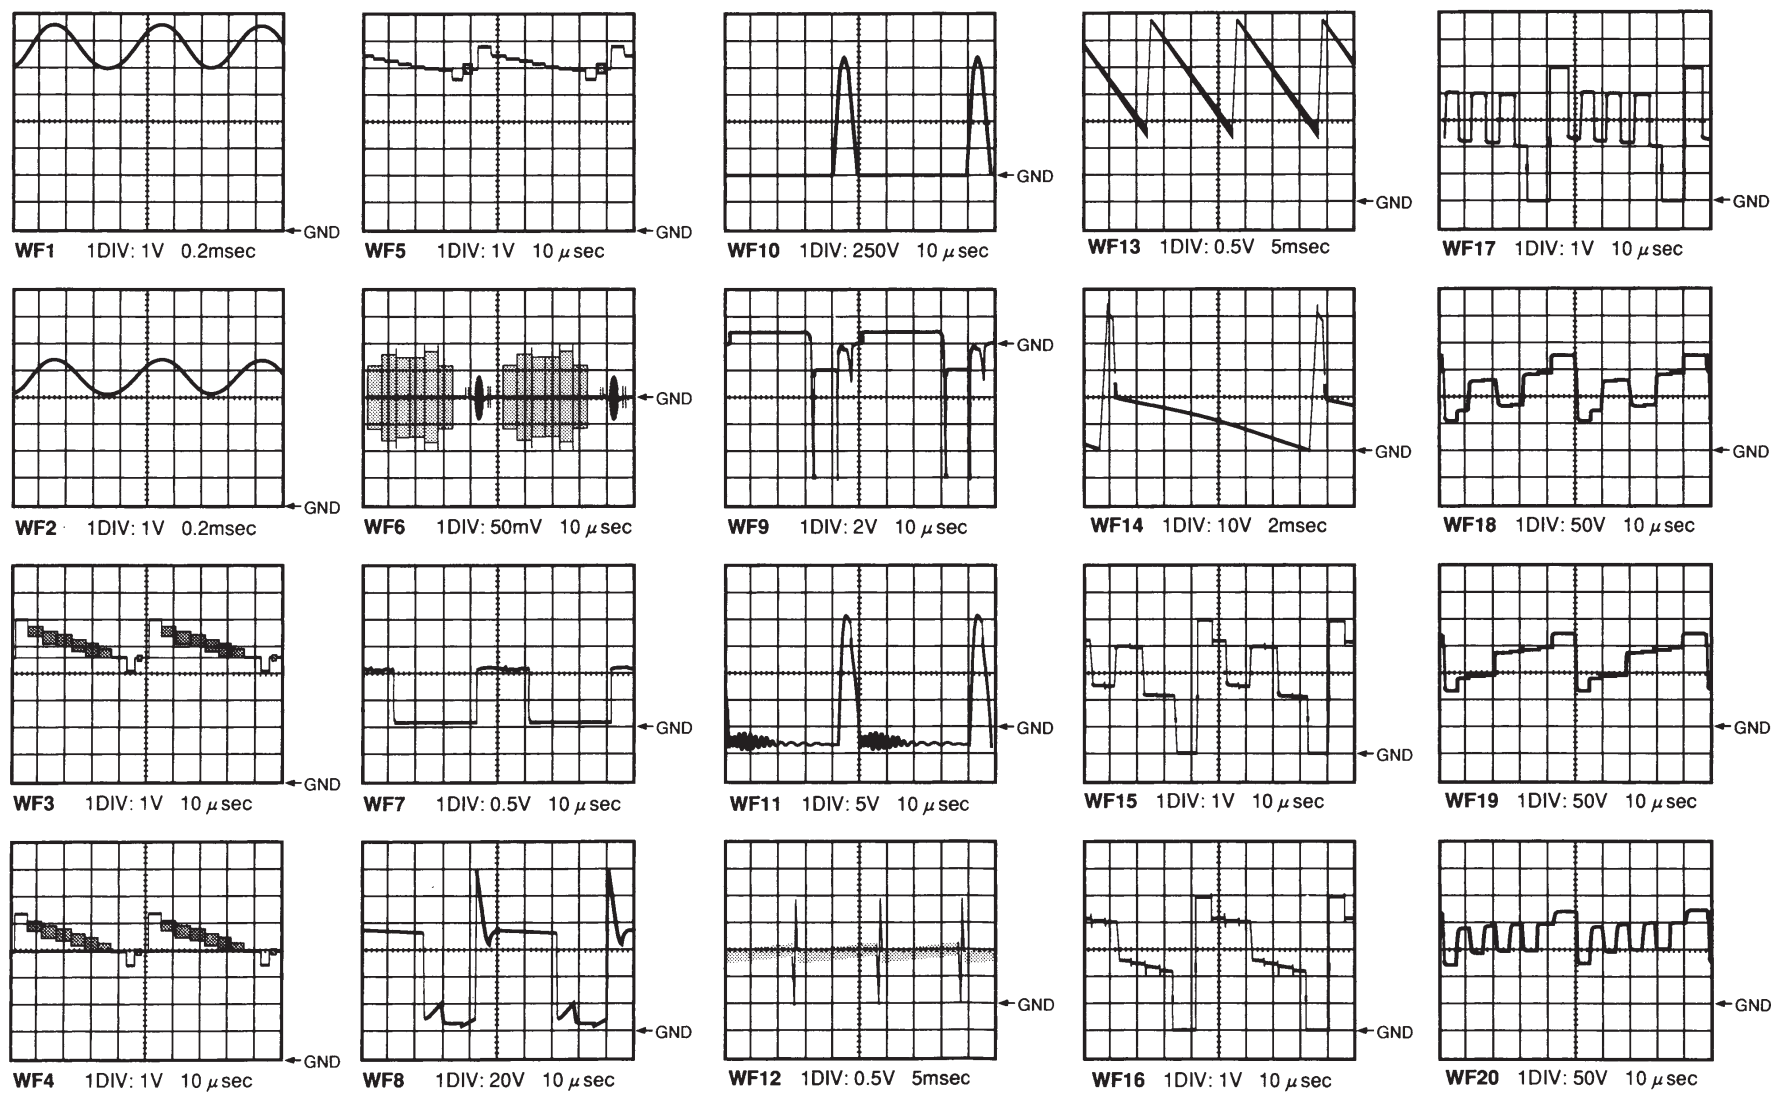 GND
GND
GND
GND
GND
WF1 1DIV: 1V 0.2msec
WF5 1DIV: 1V 10 μsec
WF10 1DIV: 250V 10 μsec
WF13 1DIV: 0.5V 5msec
WF17 1DIV: 1V 10 μsec
GND
GND
GND
GND
GND
WF2 1DIV: 1V 0.2msec
WF6 1DIV: 50mV 10 μsec
WF9 1DIV: 2V 10 μsec
WF14 1DIV: 10V 2msec
WF18 1DIV: 50V 10 μsec
GND
GND
GND
GND
GND
WF3 1DIV: 1V 10 μsec
WF7 1DIV: 0.5V 10 μsec
WF11 1DIV: 5V 10 μsec
WF15 1DIV: 1V 10 μsec
WF19 1DIV: 50V 10 μsec
GND
GND
GND
GND
GND
WF4 1DIV: 1V 10 μsec
WF8 1DIV: 20V 10 μsec
WF12 1DIV: 0.5V 5msec
WF16 1DIV: 1V 10 μsec
WF20 1DIV: 50V 10 μsec